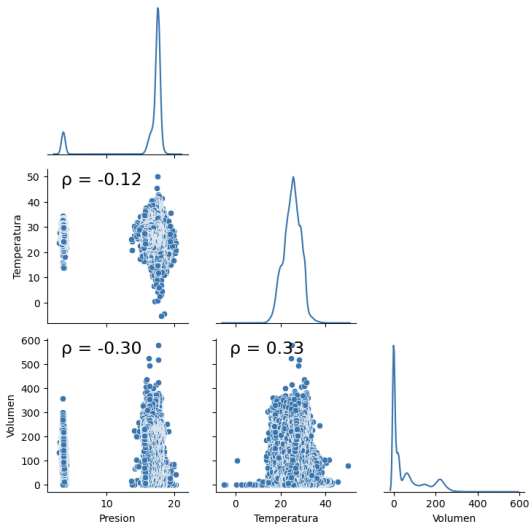 ρ = -0.12
50
40
30
20
10
0
Temperatura
ρ = -0.30
ρ = 0.33
600
500
400
300
200
100
0
Volumen
10 20
Presion
0 20 40
Temperatura
0 200 400 600
Volumen